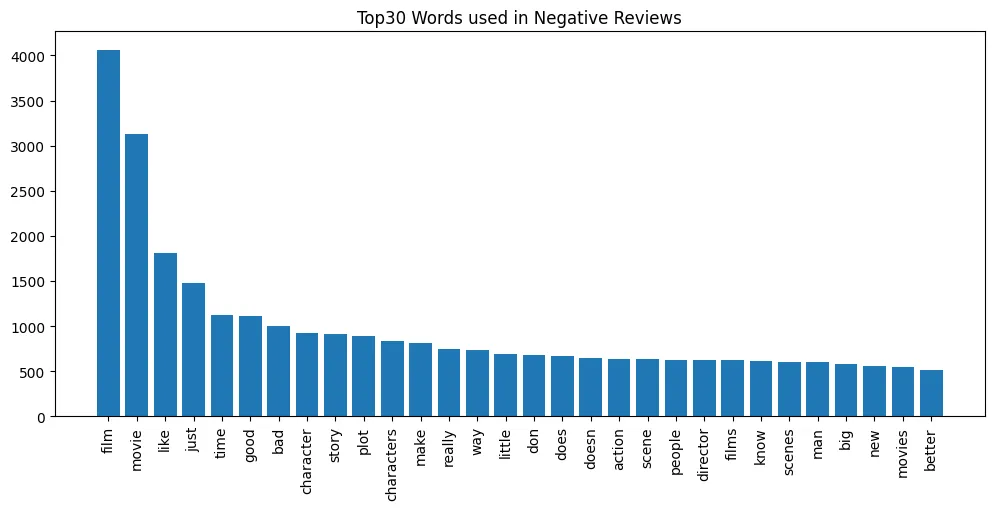 Top30 Words used in Negative Reviews
4000
3500
3000
2500
2000
1500
1000
500
0
film
movie
like
just
time
good
bad
character
story
plot
characters
make
really
way
little
don
does
doesn
action
scene
people
director
films
know
scenes
man
big
new
movies
better